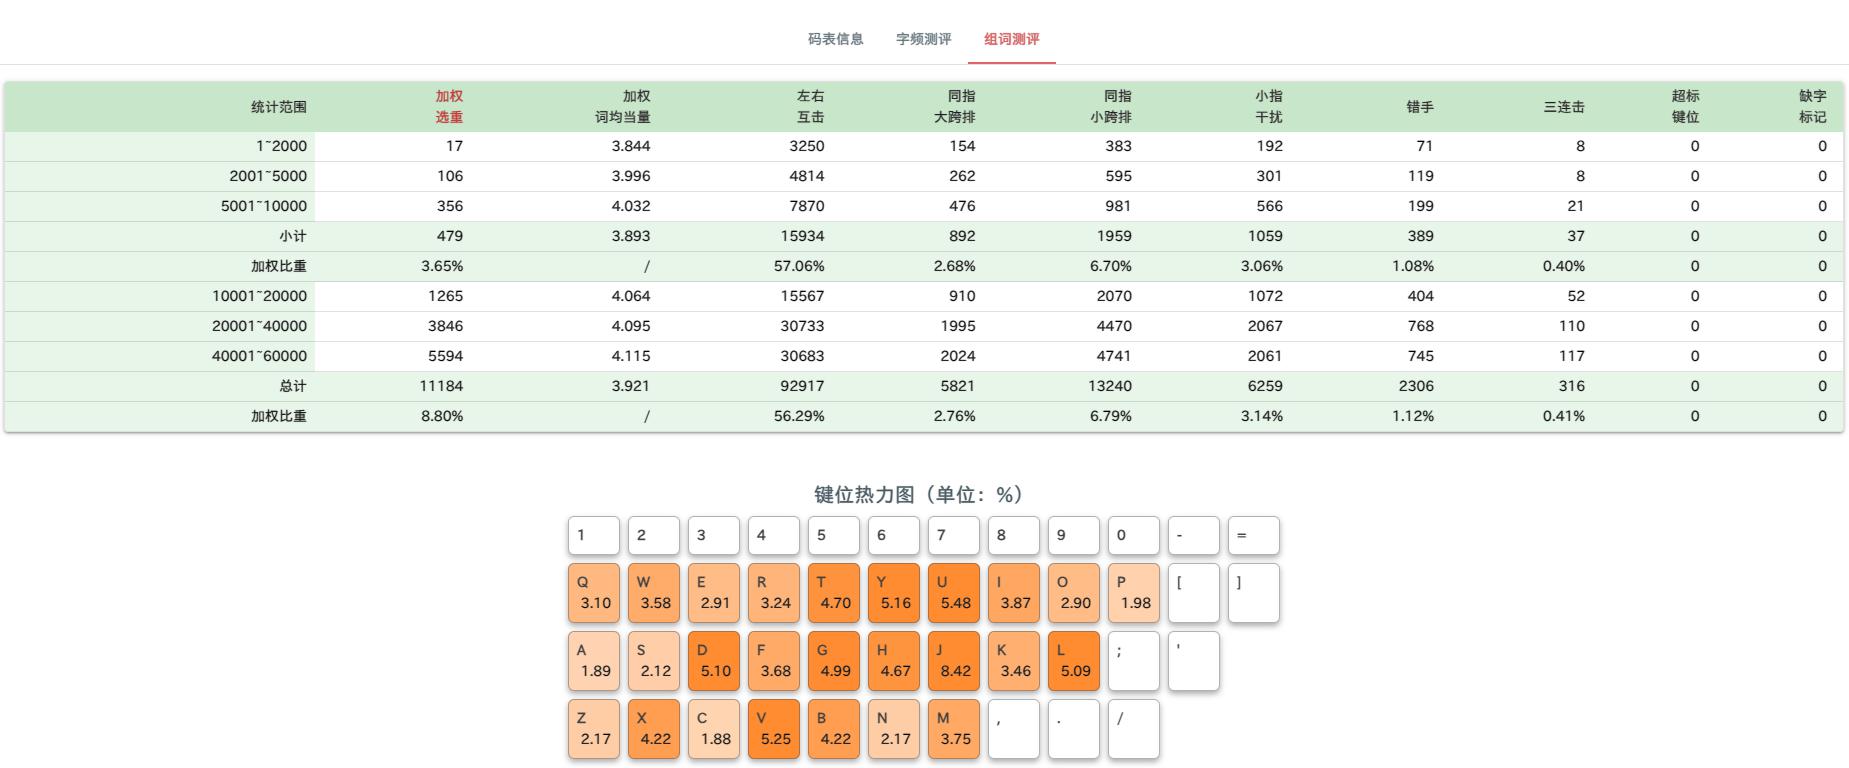 码表信息 字频测评 组词测评
统计范围 加权选重 加权词均当量 左右互击 同指大跨排 同指小跨排 小指干扰 错手 三连击 超标键位 缺字标记
1~2000 17 3.844 3250 154 383 192 71 8 0 0
2001~5000 106 3.996 4814 262 595 301 119 8 0 0
5001~10000 356 4.032 7870 476 981 566 199 21 0 0
小计 479 3.893 15934 892 1959 1059 389 37 0 0
加权比重 3.65% / 57.06% 2.68% 6.70% 3.06% 1.08% 0.40% 0 0
10001~20000 1265 4.064 15567 910 2070 1072 404 52 0 0
20001~40000 3846 4.095 30733 1995 4470 2067 768 110 0 0
40001~60000 5594 4.115 30683 2024 4741 2061 745 117 0 0
总计 11184 3.921 92917 5821 13240 6259 2306 316 0 0
加权比重 8.80% / 56.29% 2.76% 6.79% 3.14% 1.12% 0.41% 0 0
键位热力图（单位：%）
1 2 3 4 5 6 7 8 9 0 - =
Q W E R T Y U I O P [ ]
3.10 3.58 2.91 3.24 4.70 5.16 5.48 3.87 2.90 1.98
A S D F G H J K L ; '
1.89 2.12 5.10 3.68 4.99 4.67 8.42 3.46 5.09
Z X C V B N M , . /
2.17 4.22 1.88 5.25 4.22 2.17 3.75